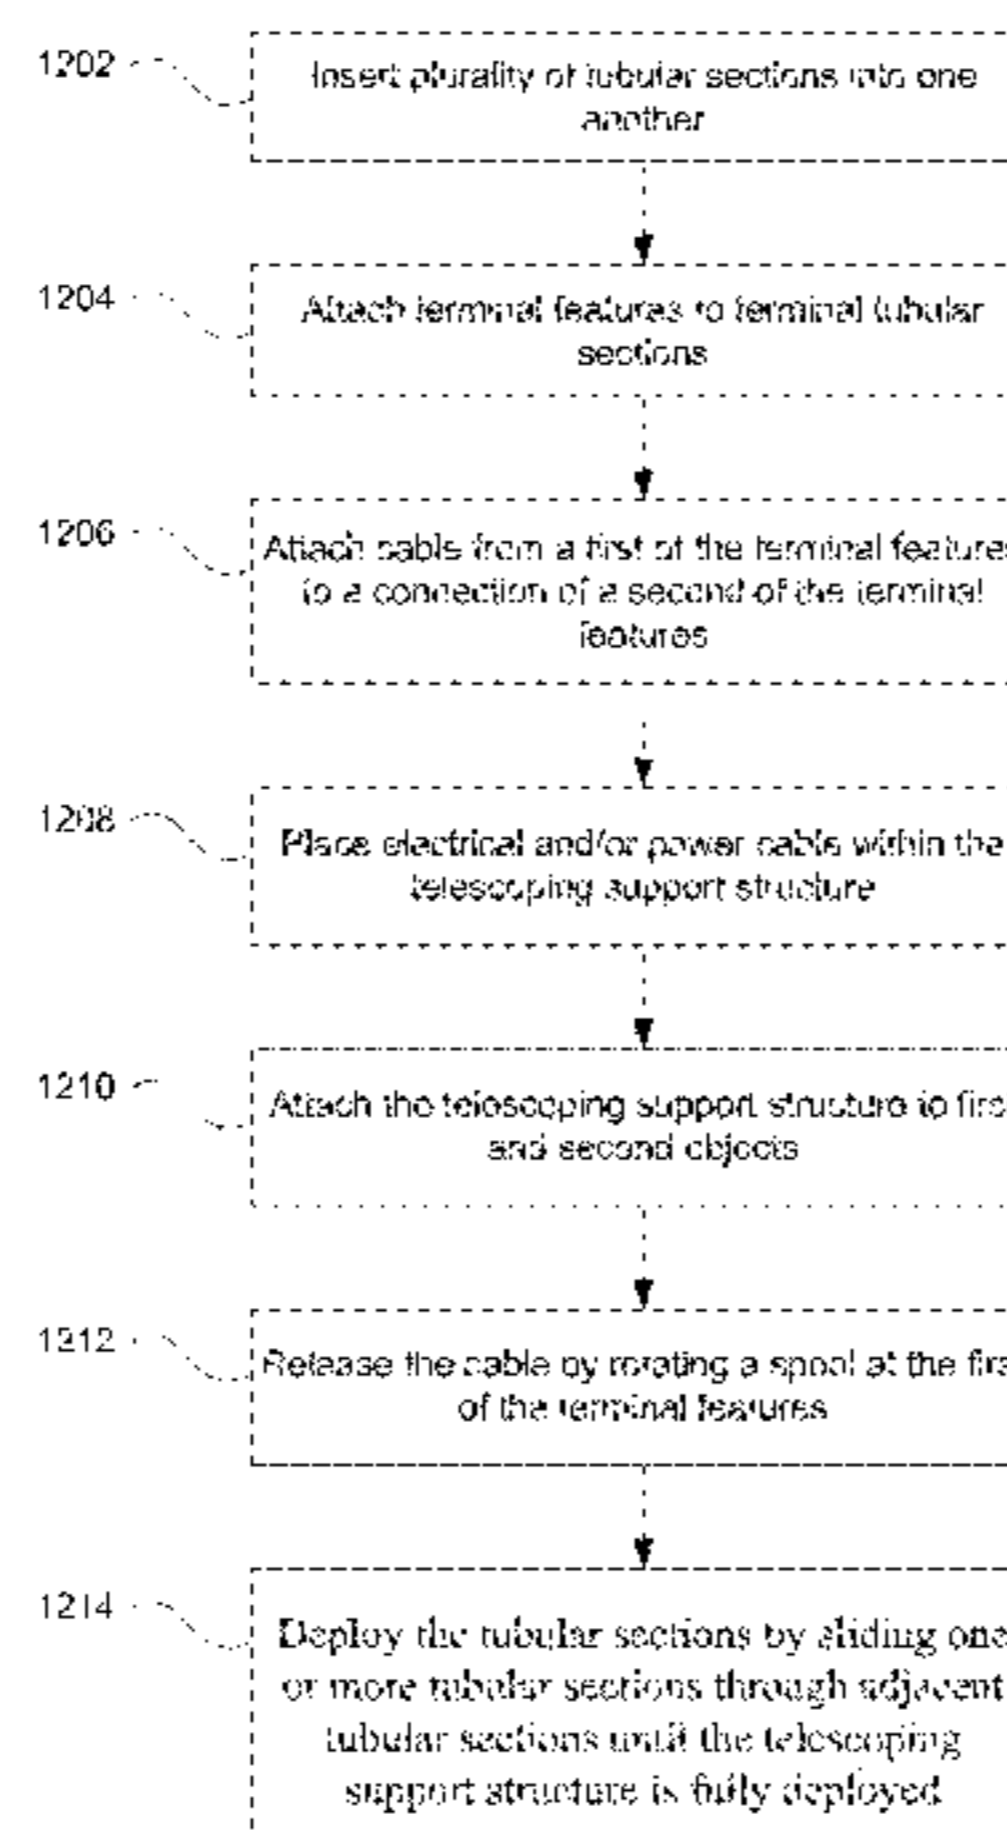 1202
Insert plurality of tubular sections into one
another
1204
Attach terminal features to terminal tubular
sections
1206
Attach cable from a first of the terminal features
to a connection of a second of the terminal
features
1208
Place electrical and/or power cable within the
telescoping support structure
1210
Attach the telescoping support structure to firs
and second objects
1212
Release the cable by rotating a spool at the firs
of the terminal features
1214
Deploy the tubular sections by sliding one
or more tubular sections through adjacent
tubular sections until the telescoping
support structure is fully deployed